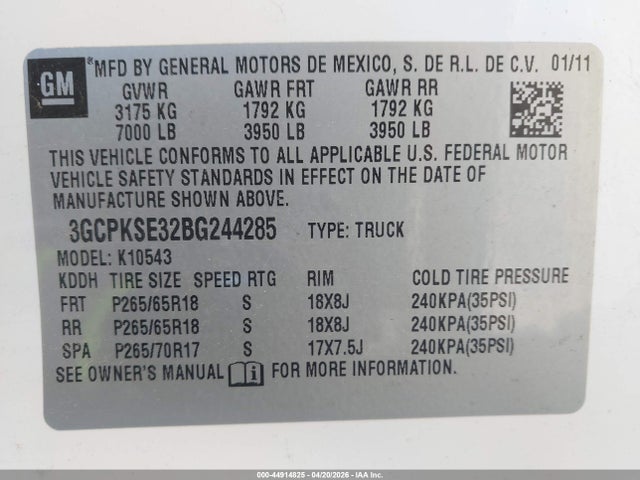 GM
MFD BY GENERAL MOTORS DE MEXICO, S. DE R.L. DE C.V. 01/11
GVWR GAWR FRT GAWR RR
3175 KG 1792 KG 1792 KG
7000 LB 3950 LB 3950 LB
THIS VEHICLE CONFORMS TO ALL APPLICABLE U.S. FEDERAL MOTOR
VEHICLE SAFETY STANDARDS IN EFFECT ON THE DATE OF
MANUFACTURE SHOWN ABOVE.
3GCPKSE32BG244285 TYPE: TRUCK
MODEL: K10543
KDDH TIRE SIZE SPEED RTG RIM COLD TIRE PRESSURE
FRT P265/65R18 S 18X8J 240KPA(35PSI)
RR P265/65R18 S 18X8J 240KPA(35PSI)
SPA P265/70R17 S 17X7.5J 240KPA(35PSI)
SEE OWNER'S MANUAL FOR MORE INFORMATION.
000-44914825 - 04/20/2026 - IAAI, Inc.